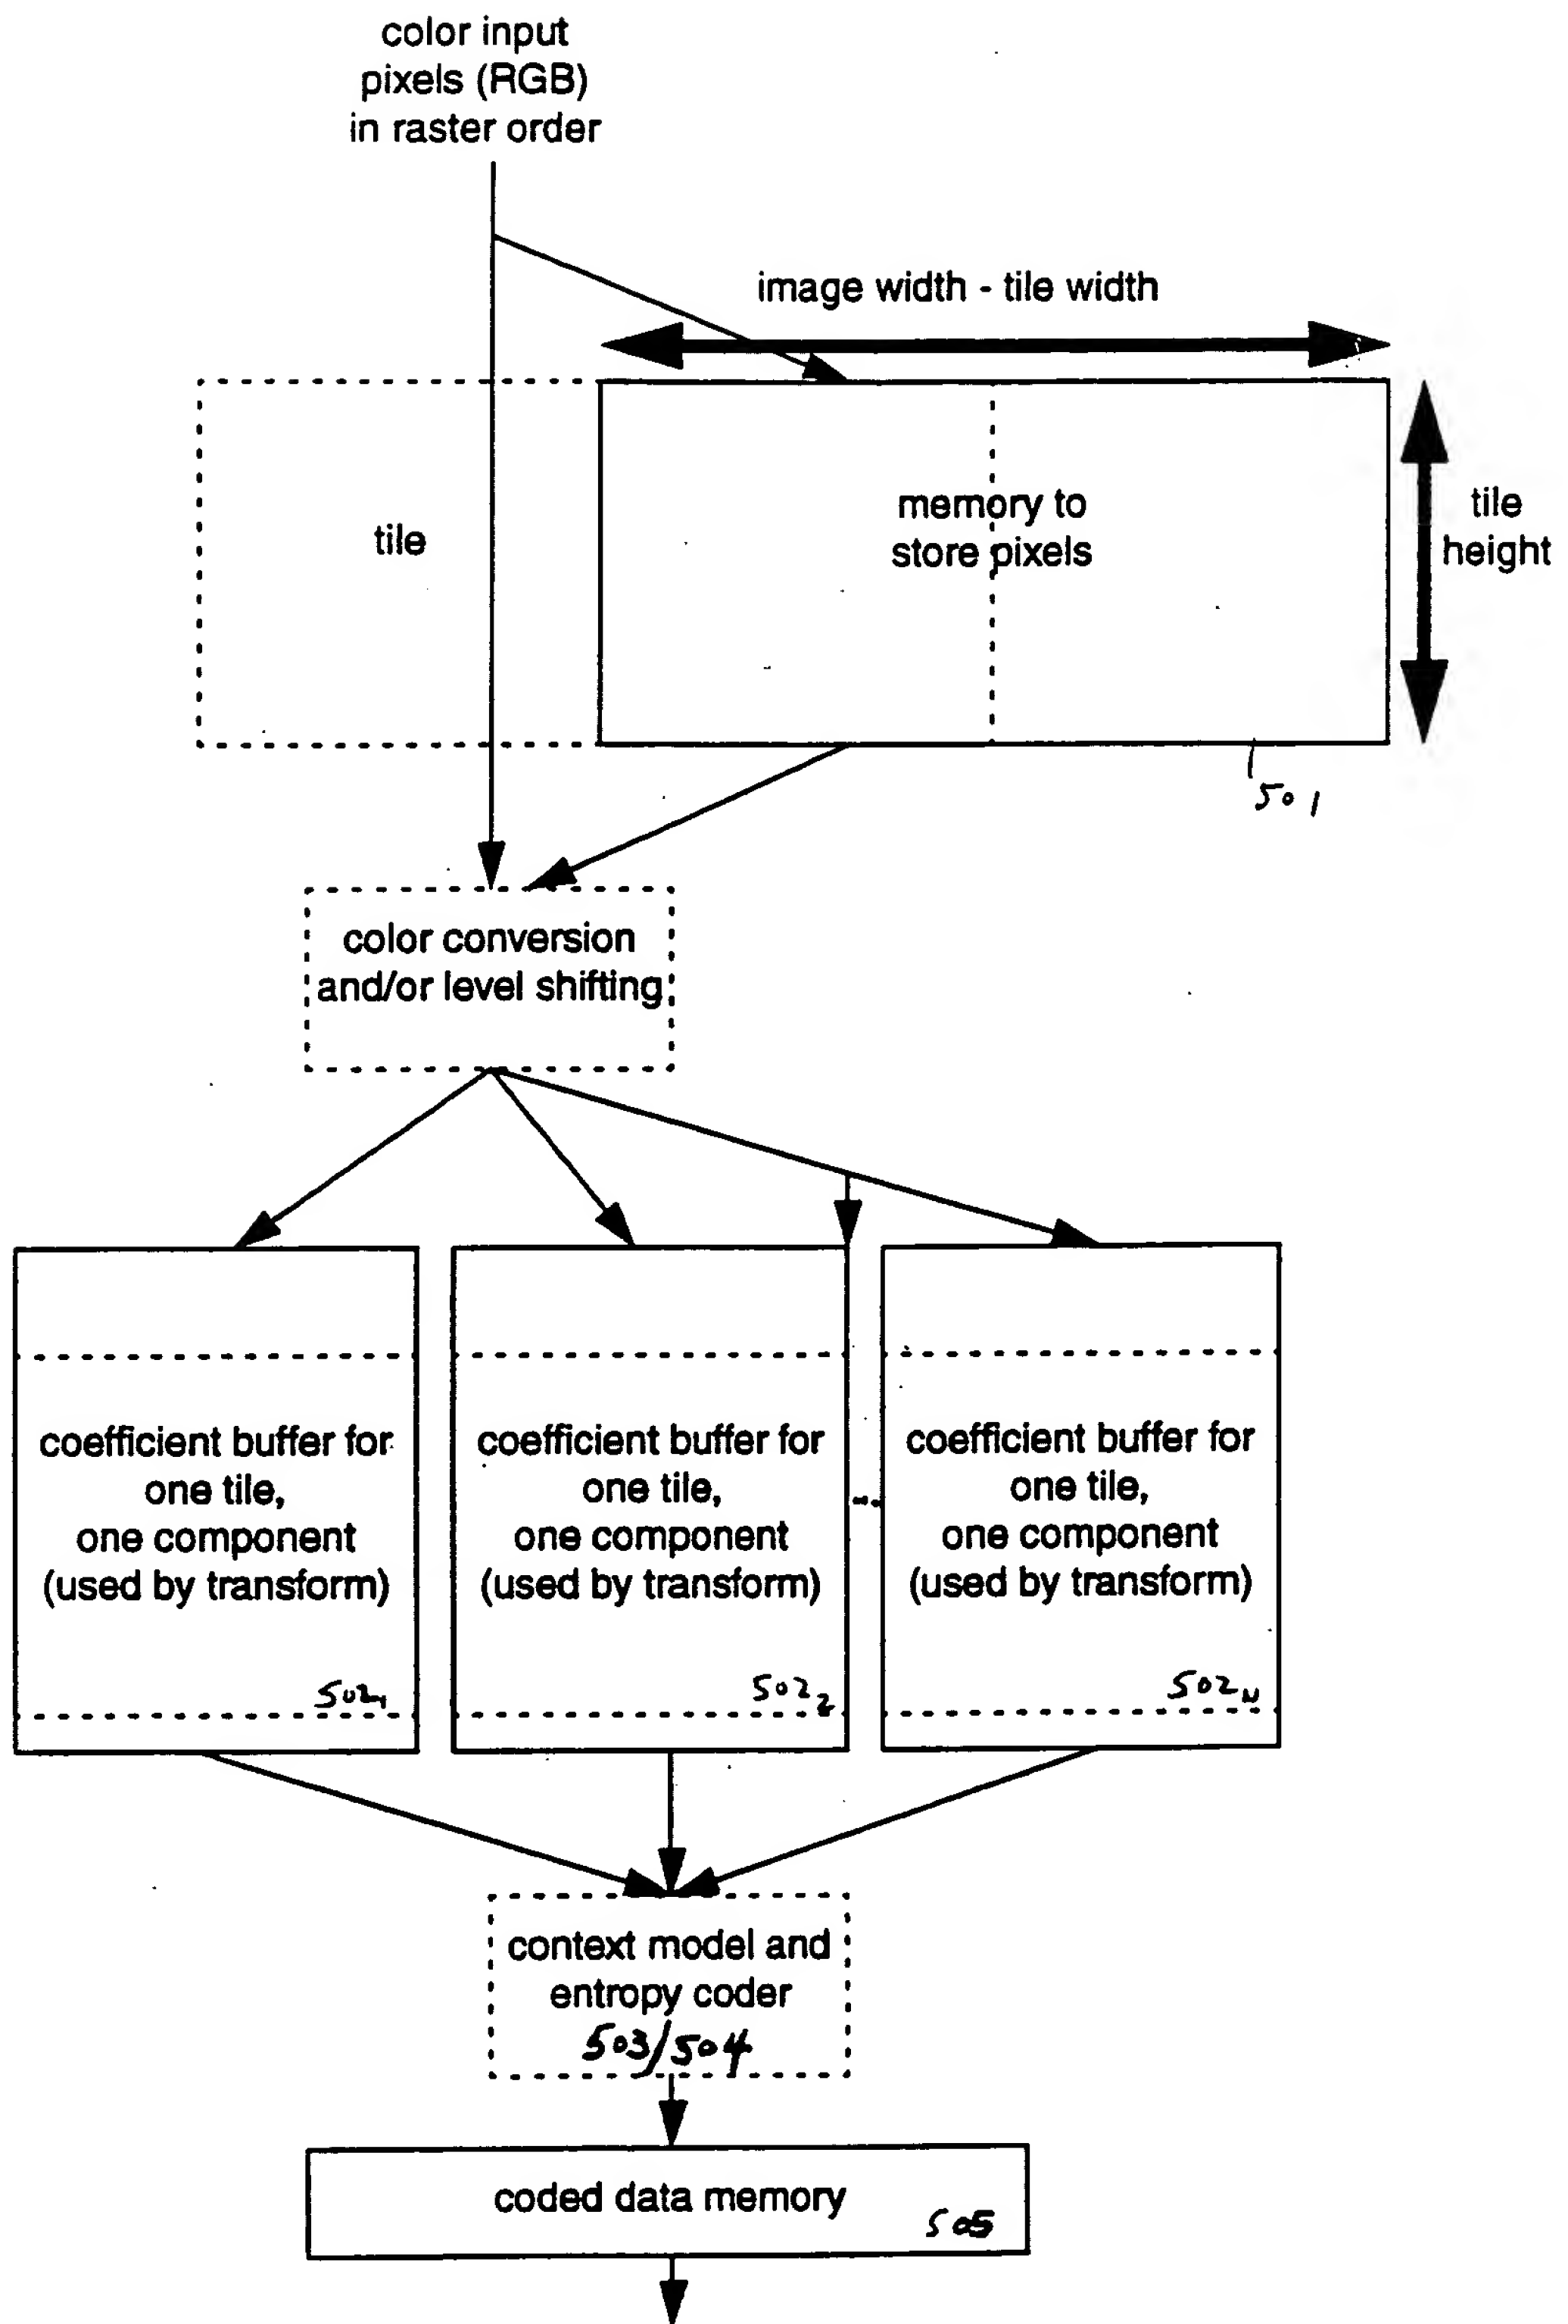 color input
pixels (RGB)
in raster order
image width - tile width
tile
memory to
store pixels
tile
height
501
color conversion
and/or level shifting
coefficient buffer for
one tile,
one component
(used by transform)
502₁
coefficient buffer for
one tile,
one component
(used by transform)
502₂
...
coefficient buffer for
one tile,
one component
(used by transform)
502N
context model and
entropy coder
503/504
coded data memory
505